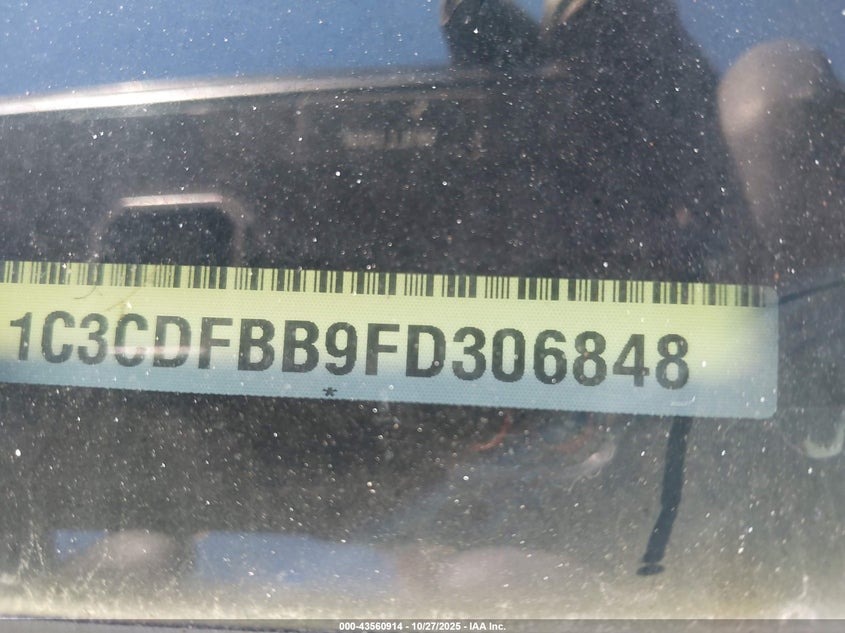 1C3CDFBB9FD306848
*
000-43560914 - 10/27/2025 - IAA Inc.